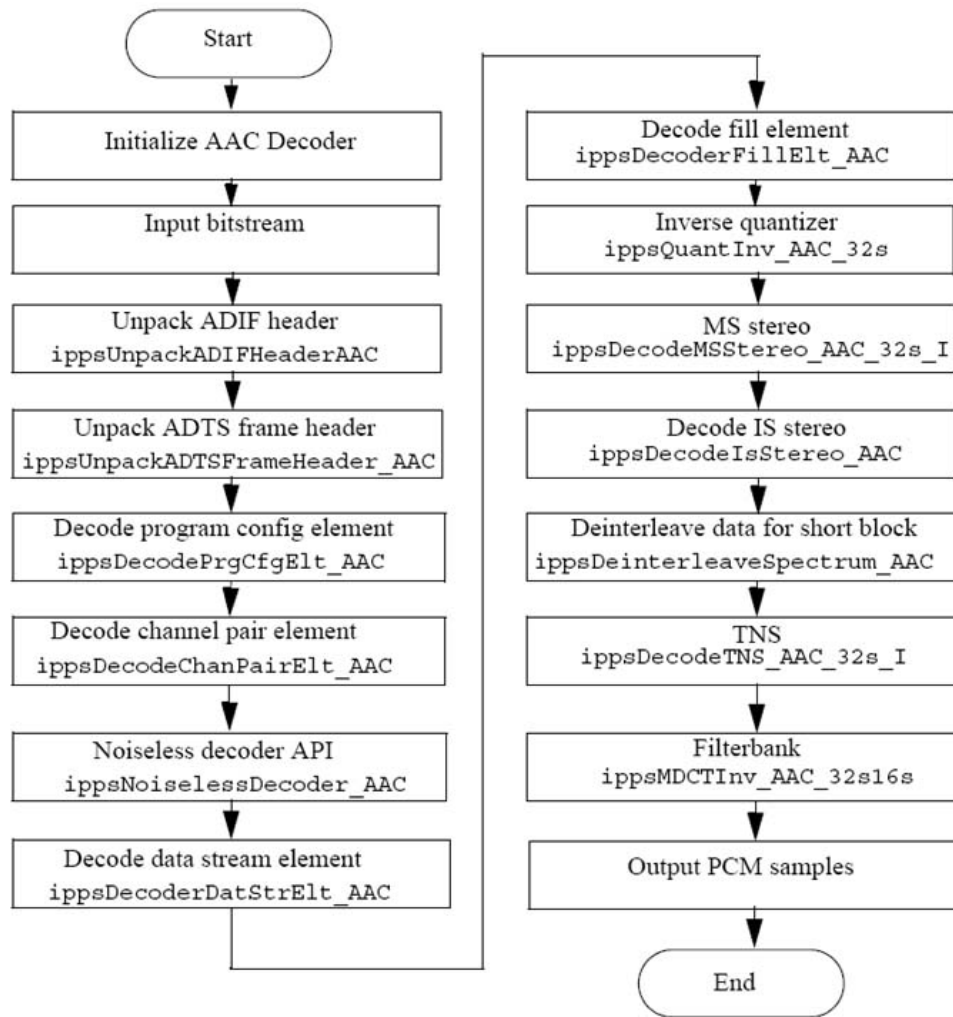 Start
Initialize AAC Decoder
Input bitstream
Unpack ADIF header
ippsUnpackADIFHeaderAAC
Unpack ADTS frame header
ippsUnpackADTSFrameHeader_AAC
Decode program config element
ippsDecodePrgCfgElt_AAC
Decode channel pair element
ippsDecodeChanPairElt_AAC
Noiseless decoder API
ippsNoiselessDecoder_AAC
Decode data stream element
ippsDecoderDatStrElt_AAC
Decode fill element
ippsDecoderFillElt_AAC
Inverse quantizer
ippsQuantInv_AAC_32s
MS stereo
ippsDecodeMSStereo_AAC_32s_I
Decode IS stereo
ippsDecodeIsStereo_AAC
Deinterleave data for short block
ippsDeinterleaveSpectrum_AAC
TNS
ippsDecodeTNS_AAC_32s_I
Filterbank
ippsMDCTInv_AAC_32s16s
Output PCM samples
End